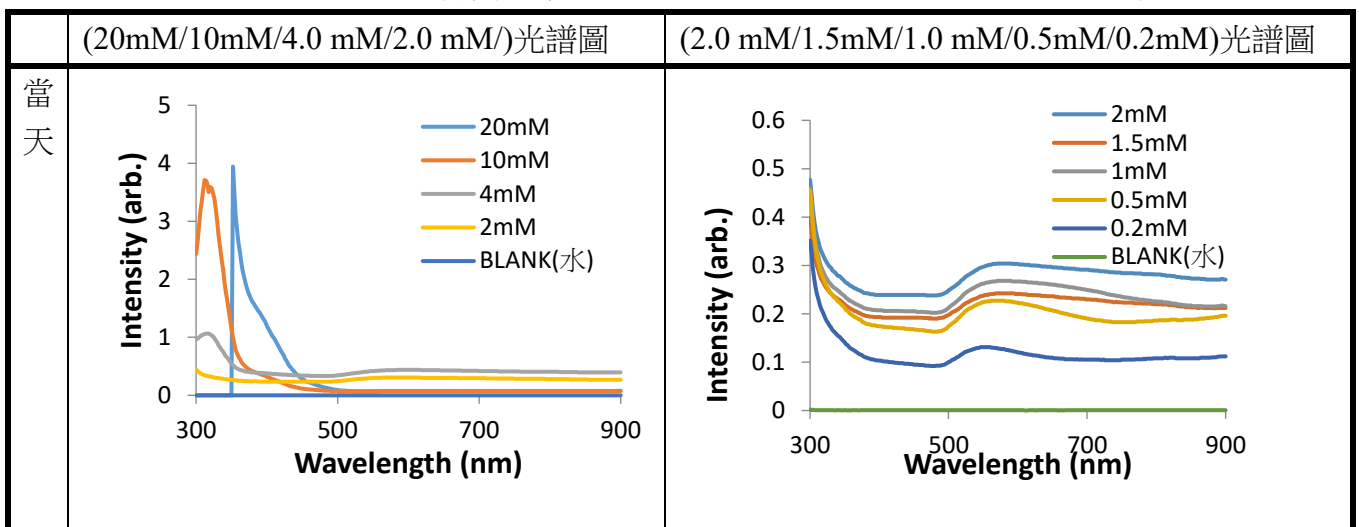 (20mM/10mM/4.0 mM/2.0 mM/)光譜圖
(2.0 mM/1.5mM/1.0 mM/0.5mM/0.2mM)光譜圖
當
天
5
4
3
2
1
0
Intensity (arb.)
20mM
10mM
4mM
2mM
BLANK(水)
300 500 700 900
Wavelength (nm)
0.6
0.5
0.4
0.3
0.2
0.1
0
Intensity (arb.)
2mM
1.5mM
1mM
0.5mM
0.2mM
BLANK(水)
300 500 700 900
Wavelength (nm)